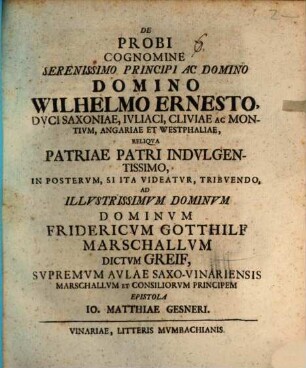 DE
PROBI
COGNOMINE
SERENISSIMO PRINCIPI AC DOMINO
DOMINO
WILHELMO ERNESTO,
DVCI SAXONIAE, IVLIACI, CLIVIAE AC MON-
TIVM, ANGARIAE ET WESTPHALIAE,
RELIQVA
PATRIAE PATRI INDVLGEN-
TISSIMO,
IN POSTERVM, SI ITA VIDEATVR, TRIBVENDO,
AD
ILLVSTRISSIMVM DOMINVM
DOMINVM
FRIDERICVM GOTTHILF
MARSCHALLVM
DICTVM GREIF,
SVPREMVM AVLAE SAXO-VINARIENSIS
MARSCHALLVM ET CONSILIORVM PRINCIPEM
EPISTOLA
IO. MATTHIAE GESNERI.
VINARIAE, LITTERIS MVMBACHIANIS.